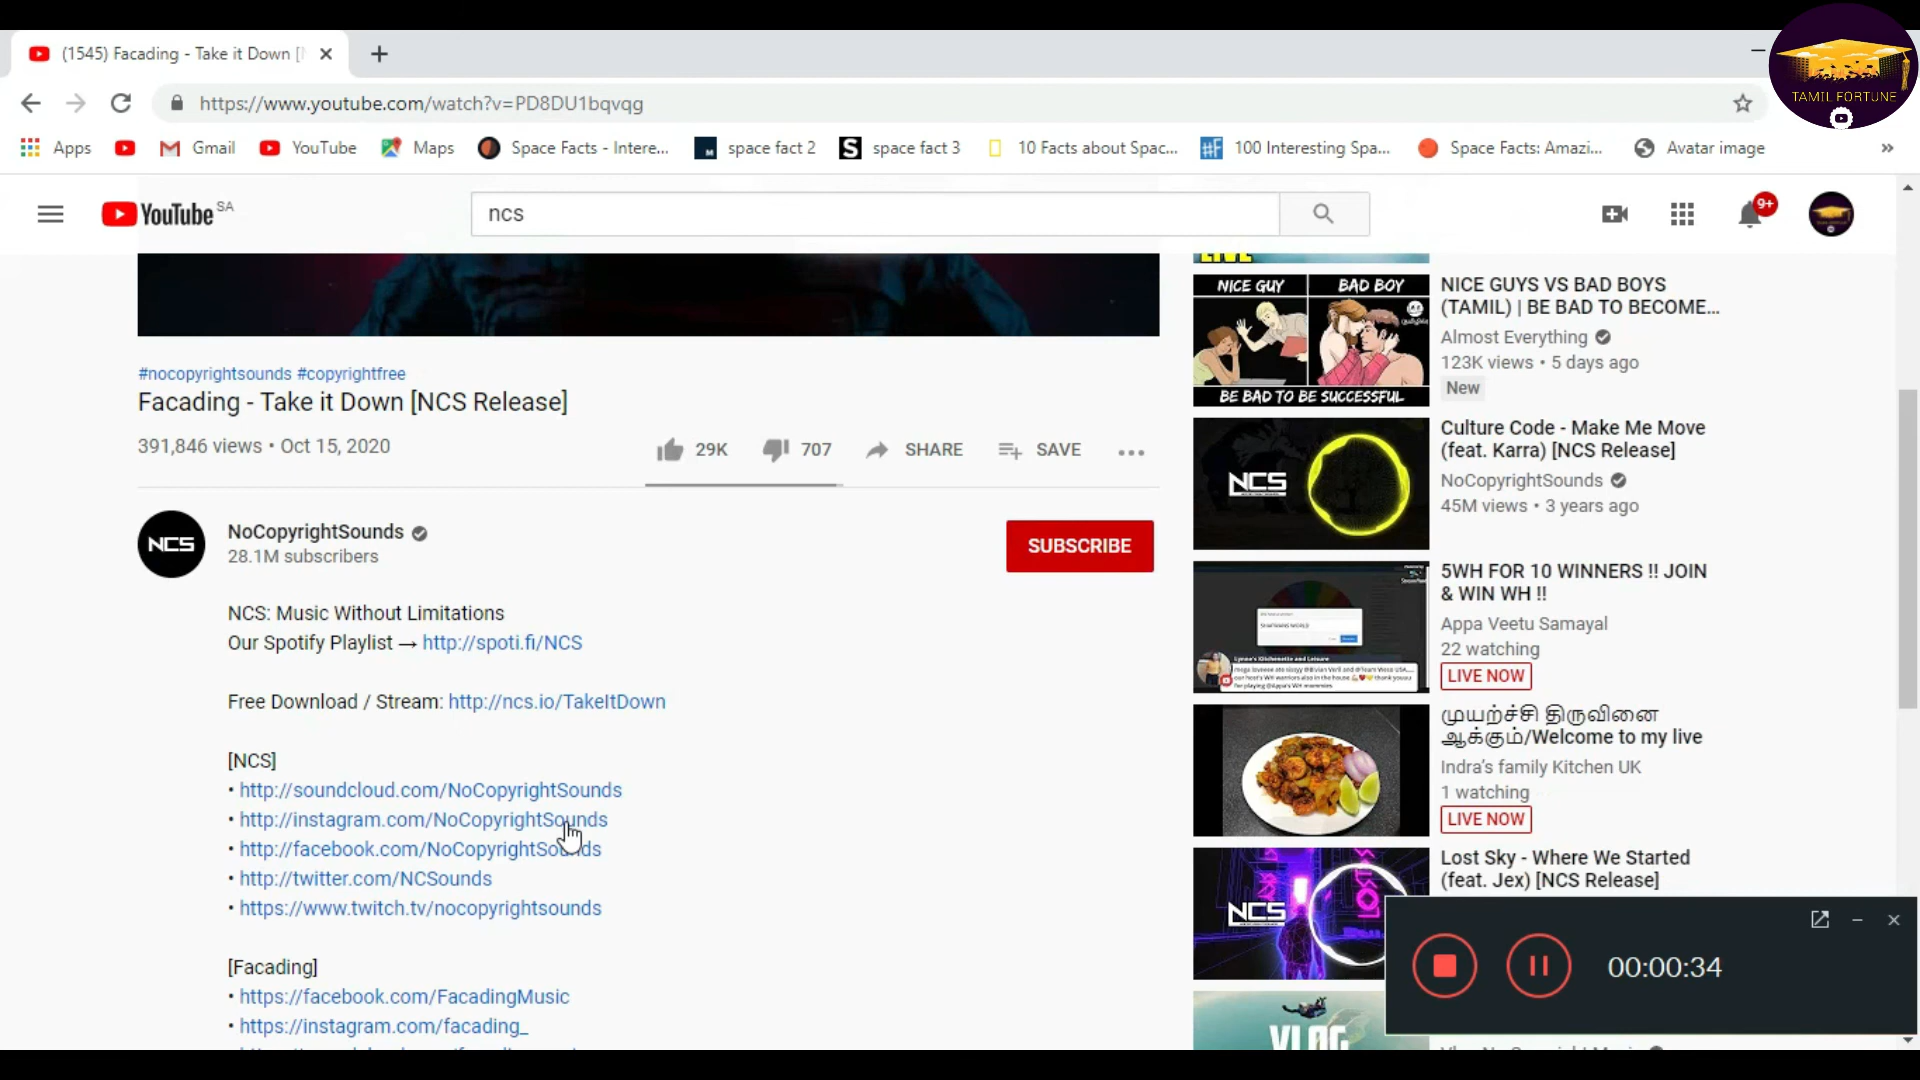 (1545) Facading - Take it Down [
TAMIL FORTUNE
https://www.youtube.com/watch?v=PD8DU1bqvqg
Apps Gmail YouTube Maps Space Facts - Intere... space fact 2 space fact 3 10 Facts about Spac... #F 100 Interesting Spa... Space Facts: Amazi... Avatar image »
YouTube SA
ncs
9+
#nocopyrightsounds #copyrightfree
Facading - Take it Down [NCS Release]
391,846 views • Oct 15, 2020
29K 707 SHARE SAVE
NCS
NoCopyrightSounds
28.1M subscribers
SUBSCRIBE
NCS: Music Without Limitations
Our Spotify Playlist → http://spoti.fi/NCS
Free Download / Stream: http://ncs.io/TakeItDown
[NCS]
• http://soundcloud.com/NoCopyrightSounds
• http://instagram.com/NoCopyrightSounds
• http://facebook.com/NoCopyrightSounds
• http://twitter.com/NCSounds
• https://www.twitch.tv/nocopyrightsounds
[Facading]
• https://facebook.com/FacadingMusic
• https://instagram.com/facading_
LIVE
NICE GUY BAD BOY
BE BAD TO BE SUCCESSFUL
NICE GUYS VS BAD BOYS
(TAMIL) | BE BAD TO BECOME...
Almost Everything
123K views • 5 days ago
New
NCS
Culture Code - Make Me Move
(feat. Karra) [NCS Release]
NoCopyrightSounds
45M views • 3 years ago
5WH FOR 10 WINNERS !! JOIN
& WIN WH !!
Appa Veetu Samayal
22 watching
LIVE NOW
முயற்ச்சி திருவினை
ஆக்கும்/Welcome to my live
Indra's family Kitchen UK
1 watching
LIVE NOW
NCS
Lost Sky - Where We Started
(feat. Jex) [NCS Release]
VLOG
00:00:34